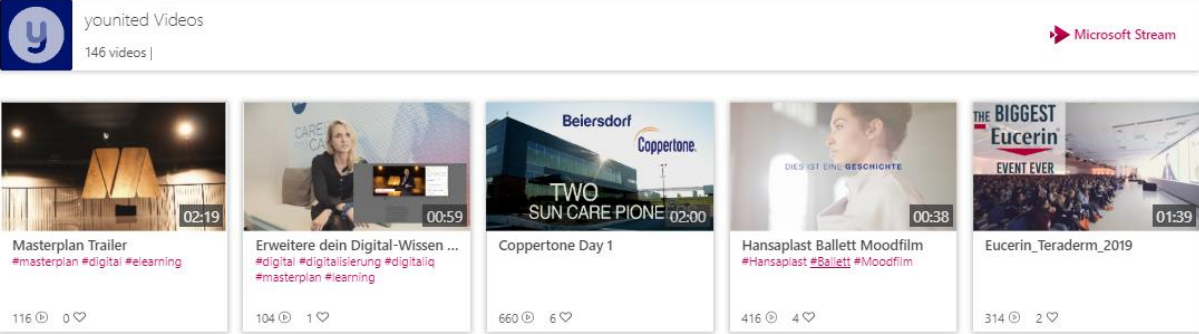 y
younited Videos
146 videos |
Microsoft Stream
02:19
Masterplan Trailer
#masterplan #digital #elearning
116
0
CARE
CA
00:59
Erweitere dein Digital-Wissen ...
#digital #digitalisierung #digitaliq
#masterplan #learning
104
1
Beiersdorf
Coppertone.
TWO
SUN CARE PIONE
02:00
Coppertone Day 1
660
6
DIES IST EINE GESCHICHTE
00:38
Hansaplast Ballett Moodfilm
#Hansaplast #Ballett #Moodfilm
416
4
THE BIGGEST
Eucerin
EVENT EVER
01:39
Eucerin_Teraderm_2019
314
2